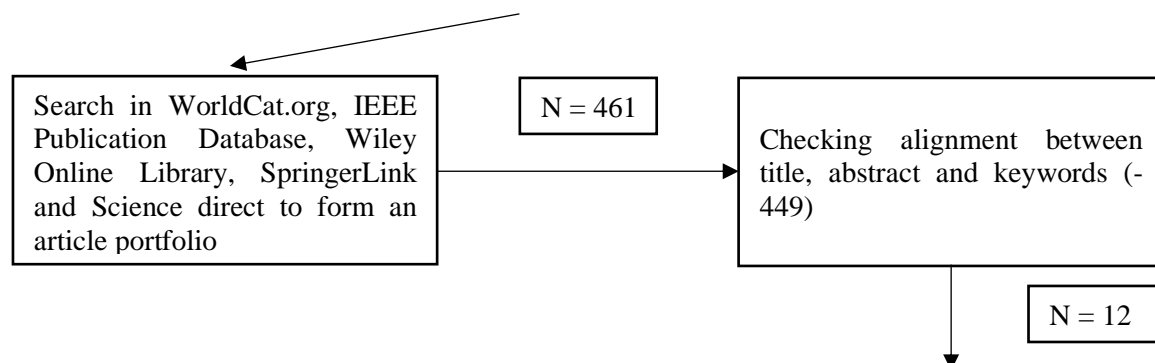 Search in WorldCat.org, IEEE
Publication Database, Wiley
Online Library, SpringerLink
and Science direct to form an
article portfolio
N = 461
Checking alignment between
title, abstract and keywords (-
449)
N = 12